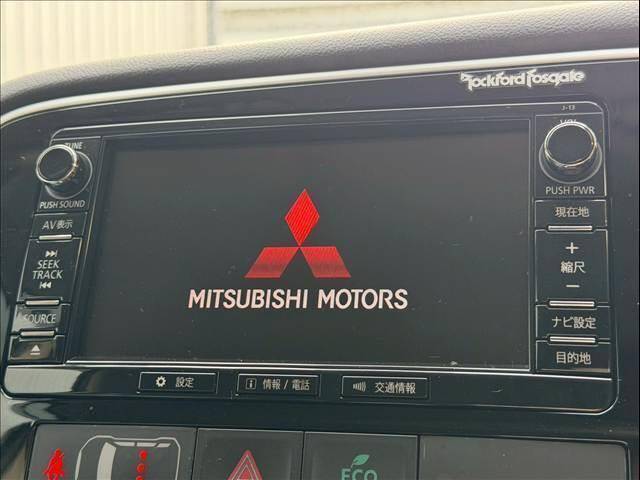 Rockford Fosgate
J-13
TUNE
PUSH SOUND
PUSH PWR
AV表示
現在地
SEEK
TRACK
+
縮尺
−
MITSUBISHI MOTORS
SOURCE
ナビ設定
目的地
設定
i 情報 / 電話
交通情報
ECO